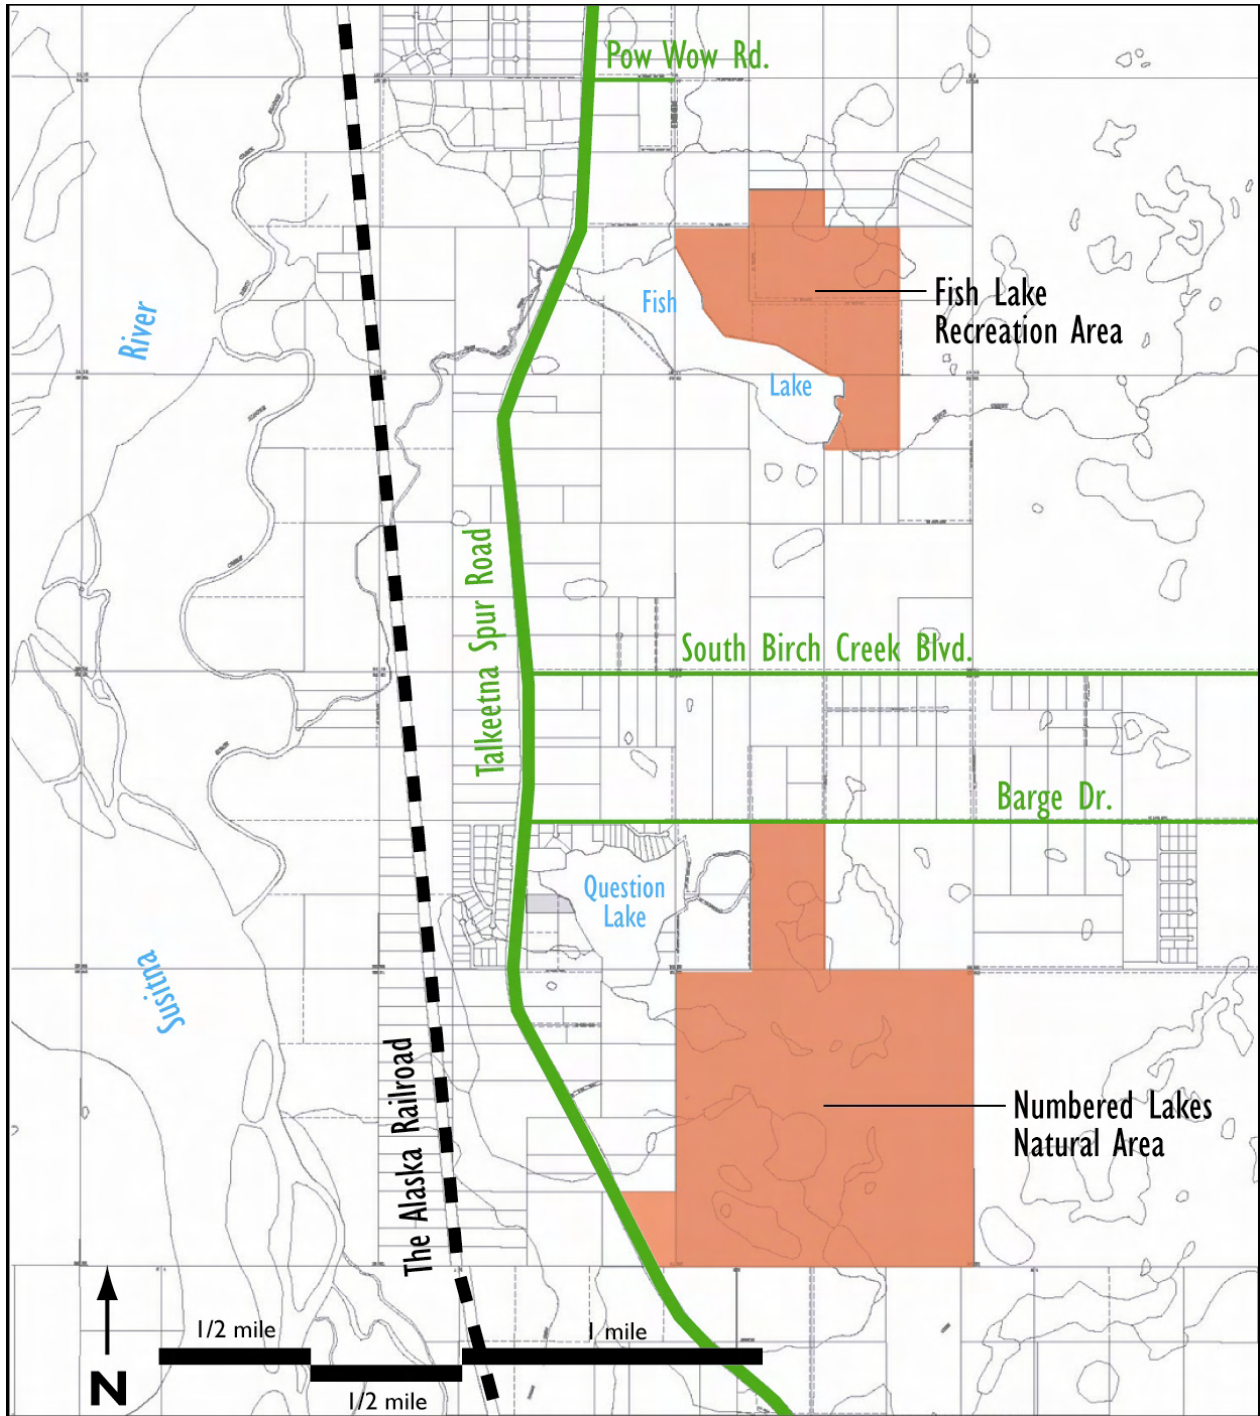 Pow Wow Rd.
Fish
Lake
Fish Lake
Recreation Area
River
Talkeetna Spur Road
South Birch Creek Blvd.
Barge Dr.
Question
Lake
Susitna
The Alaska Railroad
Numbered Lakes
Natural Area
N
1/2 mile
1/2 mile
1 mile